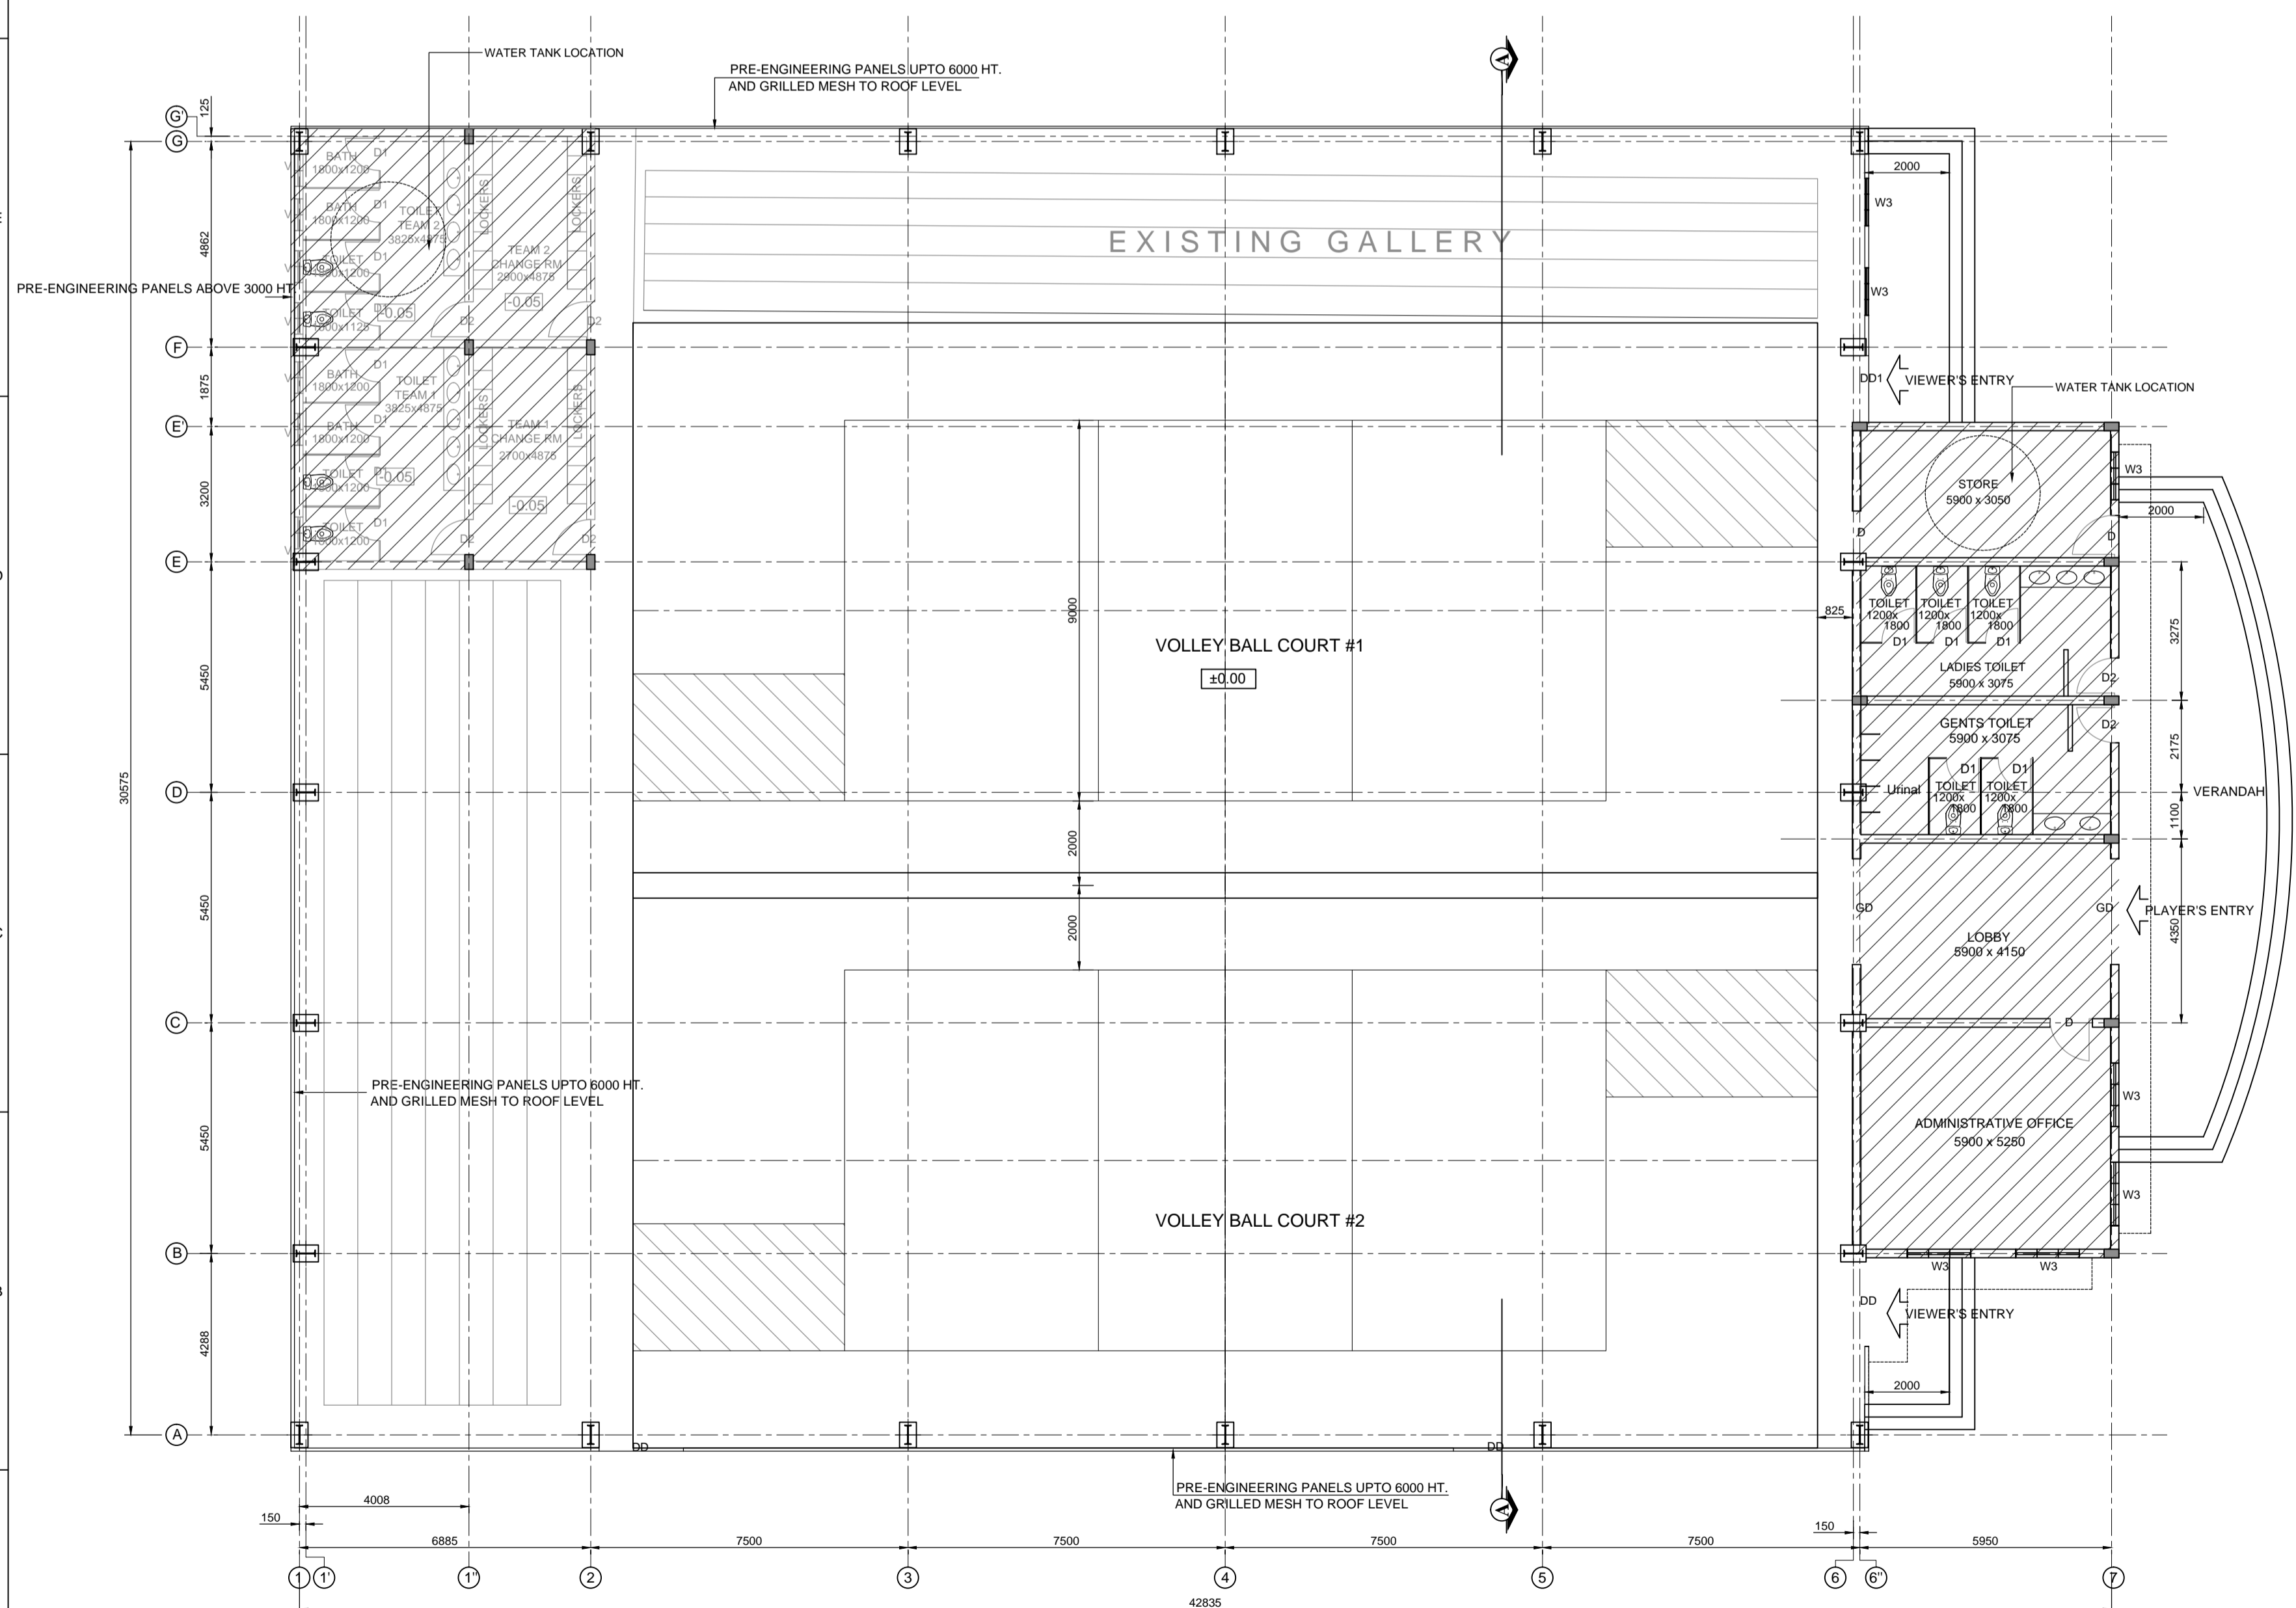 WATER TANK LOCATION
PRE-ENGINEERING PANELS UPTO 6000 HT.
AND GRILLED MESH TO ROOF LEVEL
A
G'
G
125
4862
PRE-ENGINEERING PANELS ABOVE 3000 HT.
BATH
1800x1200
D1
BATH
1800x1200
D1
TOILET
TEAM 2
3825x4875
TOILET
1800x1200
D1
TOILET
1800x1125
D1
-0.05
LOCKERS
LOCKERS
TEAM 2
CHANGE RM
2900x4875
-0.05
D2
D2
EXISTING GALLERY
2000
W3
W3
F
1875
BATH
1800x1200
D1
TOILET
TEAM 1
3825x4875
BATH
1800x1200
D1
TOILET
1800x1200
D1
-0.05
TOILET
1800x1200
D1
LOCKERS
LOCKERS
TEAM 1
CHANGE RM
2700x4875
-0.05
D2
D2
DD1
VIEWER'S ENTRY
WATER TANK LOCATION
E'
3200
E
W3
STORE
5900 x 3050
2000
D
D
9000
VOLLEY BALL COURT #1
±0.00
825
TOILET
1200x
1800
D1
TOILET
1200x
1800
D1
TOILET
1200x
1800
D1
LADIES TOILET
5900 x 3075
D2
3275
5450
30575
GENTS TOILET
5900 x 3075
D2
2175
D
D1
D1
Urinal
TOILET
1200x
1800
TOILET
1200x
1800
VERANDAH
1100
5450
2000
2000
GD
GD
PLAYER'S ENTRY
LOBBY
5900 x 4150
4350
C
D
PRE-ENGINEERING PANELS UPTO 6000 HT.
AND GRILLED MESH TO ROOF LEVEL
5450
W3
ADMINISTRATIVE OFFICE
5900 x 5250
W3
VOLLEY BALL COURT #2
B
W3
W3
DD
VIEWER'S ENTRY
4288
2000
A
DD
DD
PRE-ENGINEERING PANELS UPTO 6000 HT.
AND GRILLED MESH TO ROOF LEVEL
A
4008
150
150
6885
7500
7500
7500
7500
5950
1
1'
1"
2
3
4
5
6
6"
7
42835